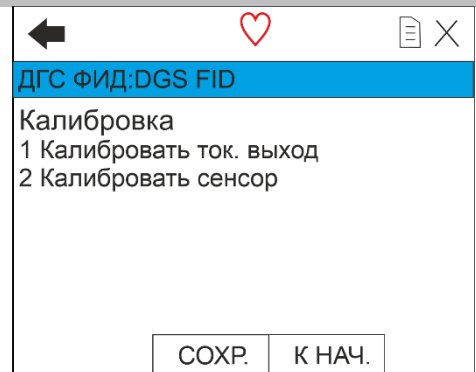 ДГС ФИД:DGS FID
Калибровка
1 Калибровать ток. выход
2 Калибровать сенсор
СОХР. К НАЧ.